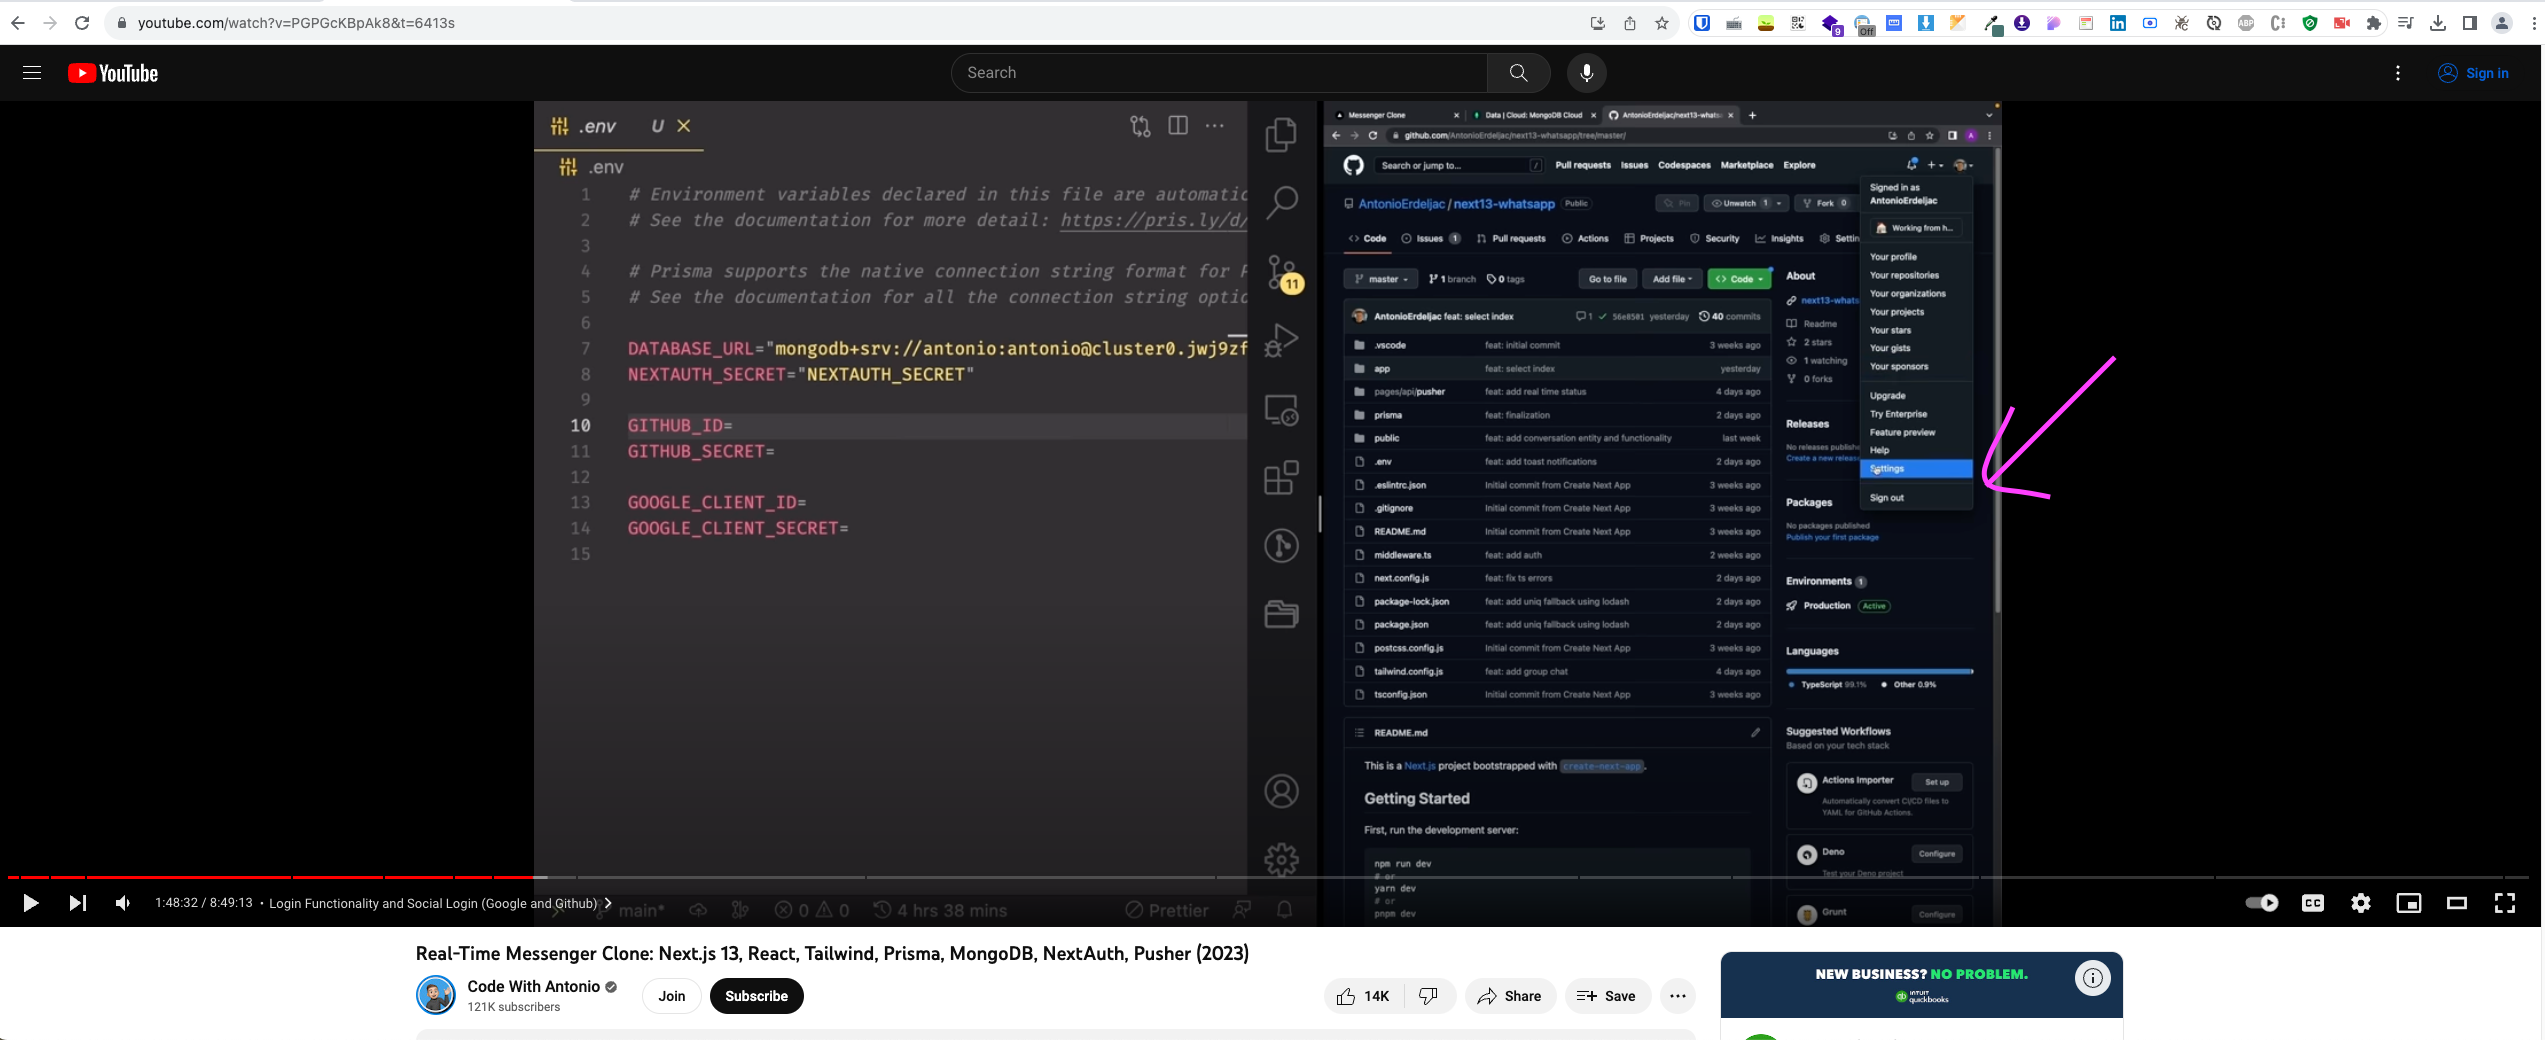 youtube.com/watch?v=PGPGcKBpAk8&t=6413s
9
Off
ABP
YouTube
Search
Sign in
.env U
.env
1 # Environment variables declared in this file are automatic
2 # See the documentation for more detail: https://pris.ly/d/
3
4 # Prisma supports the native connection string format for P
5 # See the documentation for all the connection string optio
6
7 DATABASE_URL="mongodb+srv://antonio:antonio@cluster0.jwj9zf
8 NEXTAUTH_SECRET="NEXTAUTH_SECRET"
9
10 GITHUB_ID=
11 GITHUB_SECRET=
12
13 GOOGLE_CLIENT_ID=
14 GOOGLE_CLIENT_SECRET=
15
11
main*
0 0
4 hrs 38 mins
Prettier
Messenger Clone
Data | Cloud: MongoDB Cloud
AntonioErdeljac/next13-whats
github.com/AntonioErdeljac/next13-whatsapp/tree/master/
A
Search or jump to... /
Pull requests Issues Codespaces Marketplace Explore
AntonioErdeljac / next13-whatsapp Public
Pin Unwatch 1 Fork 0
Code Issues 1 Pull requests Actions Projects Security Insights Settin
master 1 branch 0 tags Go to file Add file Code
AntonioErdeljac feat: select index 1 56e8581 yesterday 40 commits
.vscode feat: initial commit 3 weeks ago
app feat: select index yesterday
pages/api/pusher feat: add real time status 4 days ago
prisma feat: finalization 2 days ago
public feat: add conversation entity and functionality last week
.env feat: add toast notifications 2 days ago
.eslintrc.json Initial commit from Create Next App 3 weeks ago
.gitignore Initial commit from Create Next App 3 weeks ago
README.md Initial commit from Create Next App 3 weeks ago
middleware.ts feat: add auth 2 weeks ago
next.config.js feat: fix ts errors 2 days ago
package-lock.json feat: add uniq fallback using lodash 2 days ago
package.json feat: add uniq fallback using lodash 2 days ago
postcss.config.js Initial commit from Create Next App 3 weeks ago
tailwind.config.js feat: add group chat 4 days ago
tsconfig.json Initial commit from Create Next App 3 weeks ago
README.md
This is a Next.js project bootstrapped with create-next-app.
Getting Started
First, run the development server:
npm run dev
# or
yarn dev
# or
pnpm dev
About
next13-whats
Readme
2 stars
1 watching
0 forks
Releases
No releases publishe
Create a new release
Packages
No packages published
Publish your first package
Environments 1
Production Active
Languages
TypeScript 99.1% Other 0.9%
Suggested Workflows
Based on your tech stack
Actions Importer Set up
Automatically convert CI/CD files to
YAML for GitHub Actions.
Deno Configure
Test your Deno project
Grunt Configure
Signed in as
AntonioErdeljac
Working from h...
Your profile
Your repositories
Your organizations
Your projects
Your stars
Your gists
Your sponsors
Upgrade
Try Enterprise
Feature preview
Help
Settings
Sign out
1:48:32 / 8:49:13 • Login Functionality and Social Login (Google and Github)
CC
Real-Time Messenger Clone: Next.js 13, React, Tailwind, Prisma, MongoDB, NextAuth, Pusher (2023)
Code With Antonio
121K subscribers
Join
Subscribe
14K
Share
Save
NEW BUSINESS? NO PROBLEM.
INTUIT
quickbooks